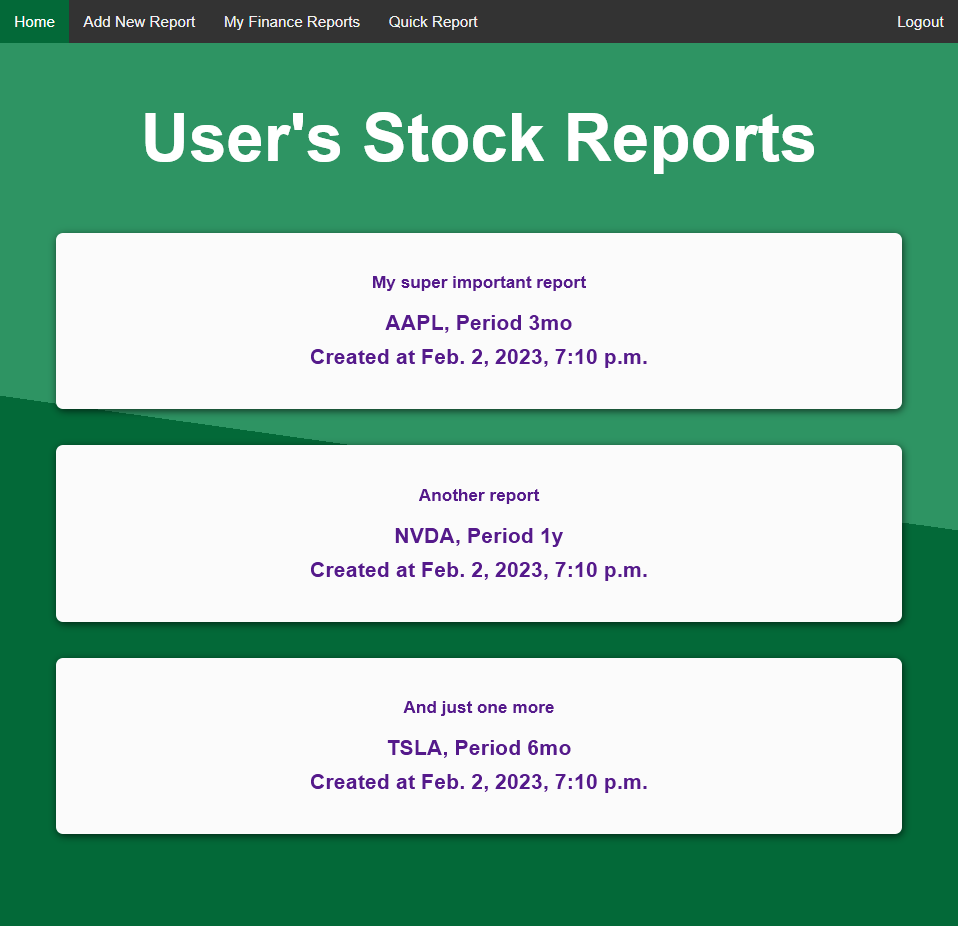 Home Add New Report My Finance Reports Quick Report Logout
User's Stock Reports
My super important report
AAPL, Period 3mo
Created at Feb. 2, 2023, 7:10 p.m.
Another report
NVDA, Period 1y
Created at Feb. 2, 2023, 7:10 p.m.
And just one more
TSLA, Period 6mo
Created at Feb. 2, 2023, 7:10 p.m.